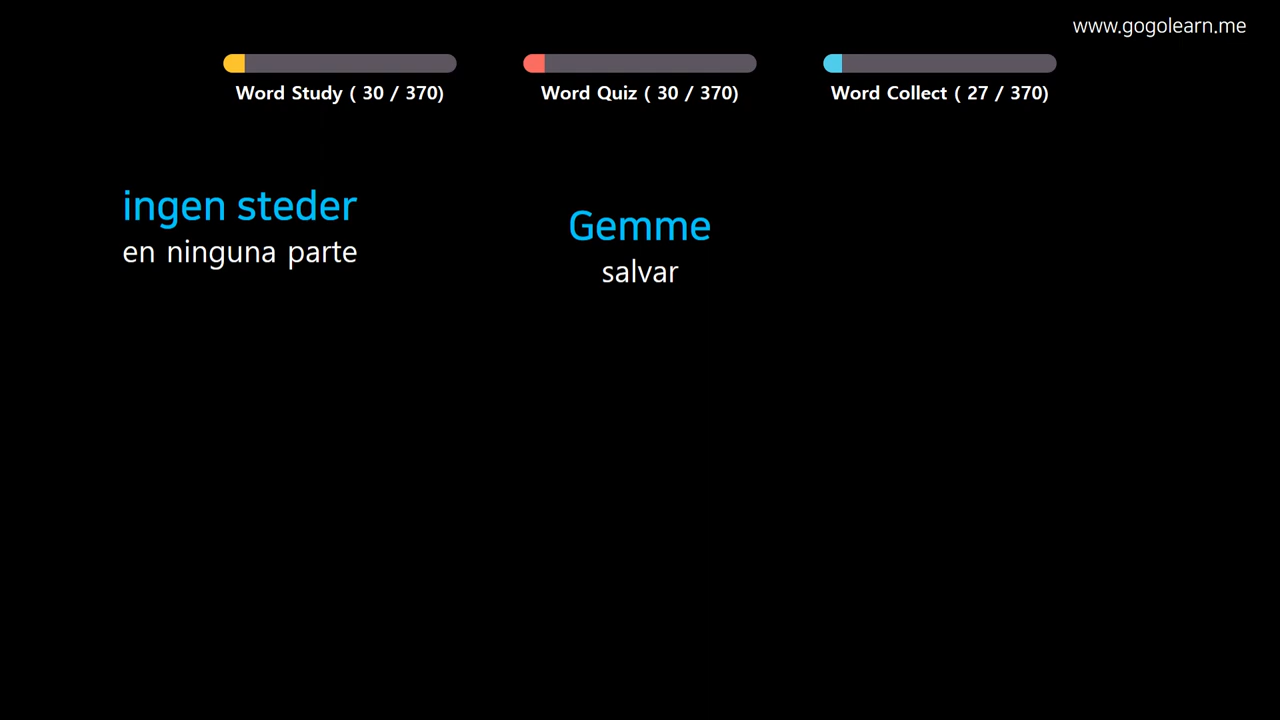 www.gogolearn.me
Word Study ( 30 / 370)
Word Quiz ( 30 / 370)
Word Collect ( 27 / 370)
ingen steder
en ninguna parte
Gemme
salvar